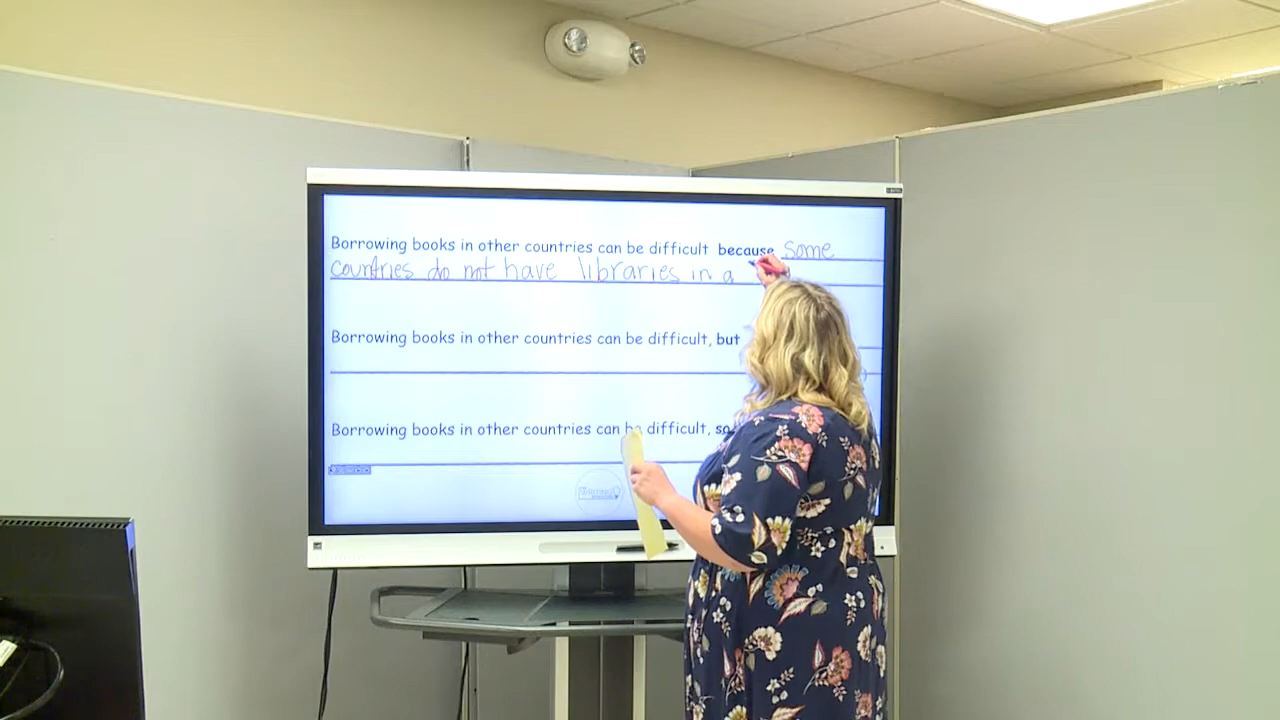 Borrowing books in other countries can be difficult because some
countries do not have libraries in a
Borrowing books in other countries can be difficult, but
Borrowing books in other countries can be difficult, so